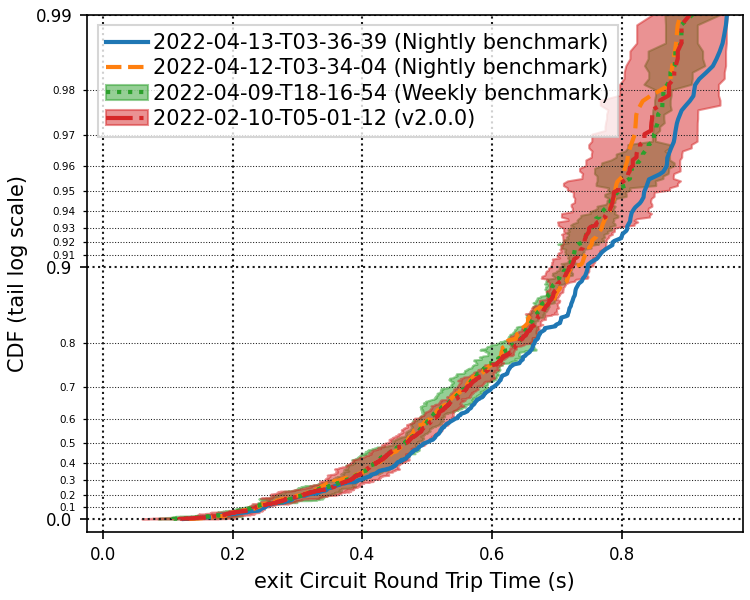 0.99
2022-04-13-T03-36-39 (Nightly benchmark)
2022-04-12-T03-34-04 (Nightly benchmark)
2022-04-09-T18-16-54 (Weekly benchmark)
2022-02-10-T05-01-12 (v2.0.0)
0.98
0.97
0.96
0.95
0.94
0.93
0.92
0.91
0.9
0.8
0.7
0.6
0.5
0.4
0.3
0.2
0.1
0.0
CDF (tail log scale)
0.0 0.2 0.4 0.6 0.8
exit Circuit Round Trip Time (s)